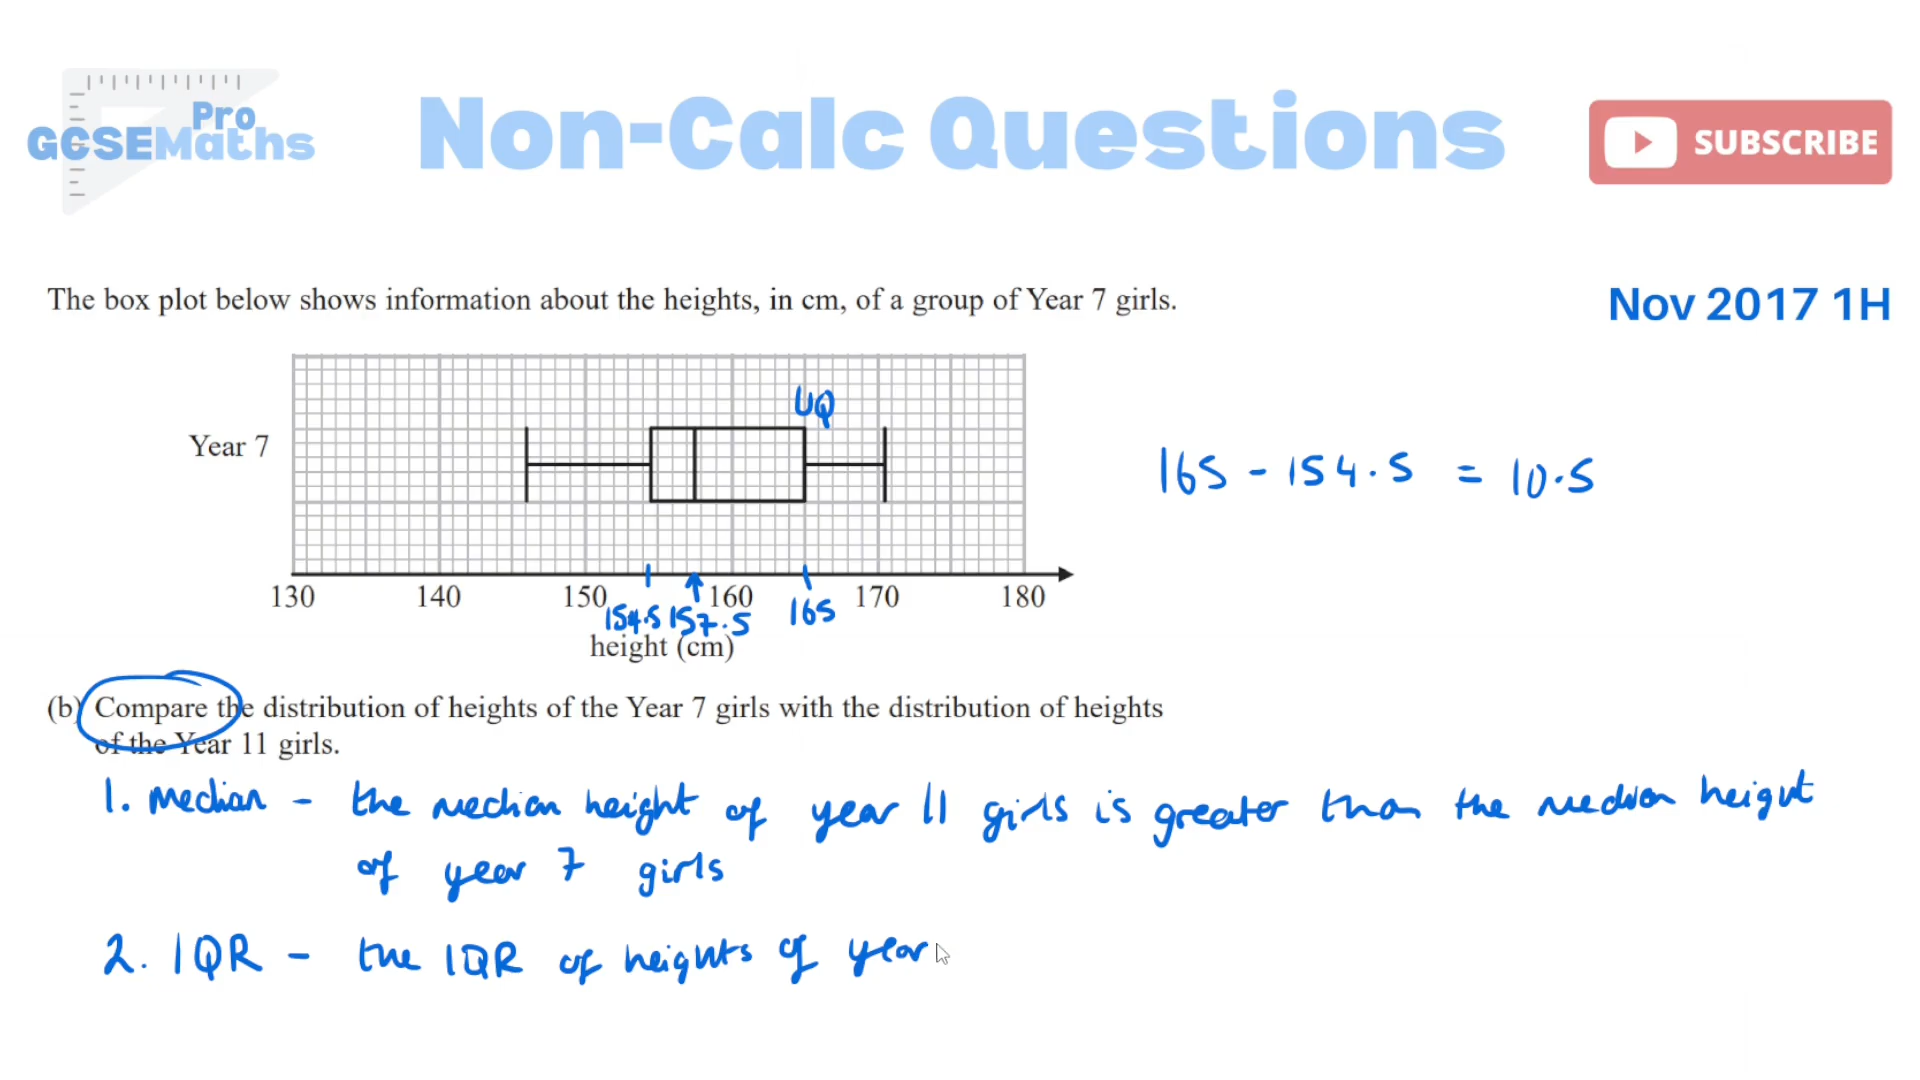 Pro
GCSEMaths
Non-Calc Questions
SUBSCRIBE
The box plot below shows information about the heights, in cm, of a group of Year 7 girls.
Nov 2017 1H
UQ
Year 7
165 - 154.5 = 10.5
130 140 150 160 170 180
154.5 157.5 165
height (cm)
(b) Compare the distribution of heights of the Year 7 girls with the distribution of heights
of the Year 11 girls.
1. Median - the median height of year 11 girls is greater than the median height
of year 7 girls
2. IQR - the IQR of heights of year